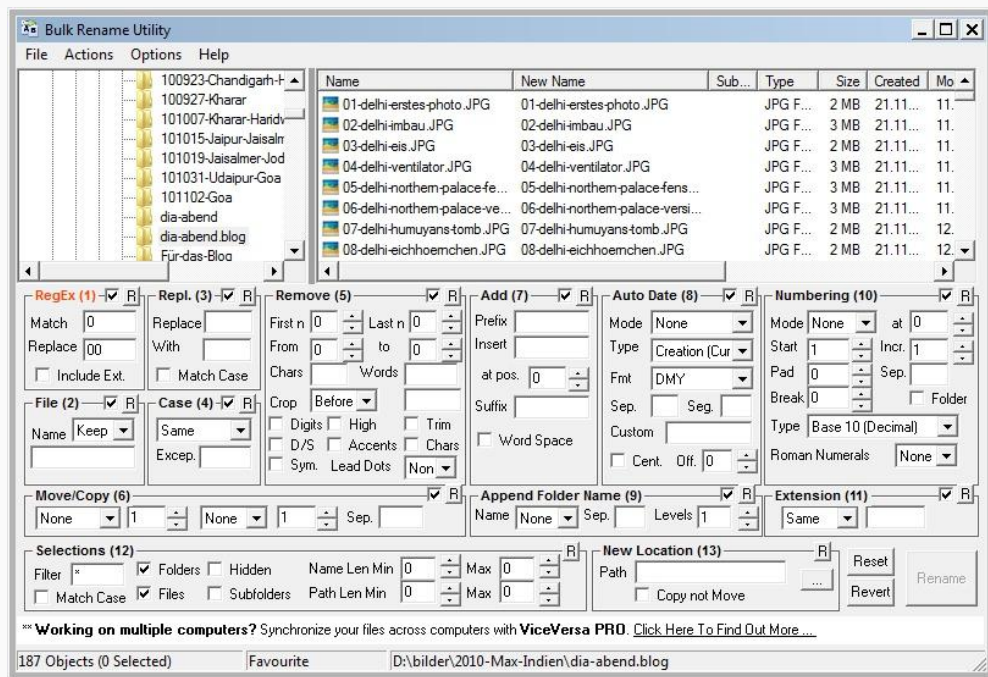 Bulk Rename Utility
File Actions Options Help
100923-Chandigarh-H
100927-Kharar
101007-Kharar-Haridw
101015-Jaipur-Jaisalm
101019-Jaisalmer-Jod
101031-Udaipur-Goa
101102-Goa
dia-abend
dia-abend.blog
Für-das-Blog
Name New Name Sub... Type Size Created Mo
01-delhi-erstes-photo.JPG 01-delhi-erstes-photo.JPG JPG F... 2 MB 21.11... 11.
02-delhi-imbau.JPG 02-delhi-imbau.JPG JPG F... 3 MB 21.11... 11.
03-delhi-eis.JPG 03-delhi-eis.JPG JPG F... 2 MB 21.11... 11.
04-delhi-ventilator.JPG 04-delhi-ventilator.JPG JPG F... 3 MB 21.11... 11.
05-delhi-northern-palace-fe... 05-delhi-northern-palace-fens... JPG F... 2 MB 21.11... 11.
06-delhi-northern-palace-ve... 06-delhi-northern-palace-versi... JPG F... 3 MB 21.11... 11.
07-delhi-humuyans-tomb.JPG 07-delhi-humuyans-tomb.JPG JPG F... 2 MB 21.11... 12.
08-delhi-eichhoernchen.JPG 08-delhi-eichhoernchen.JPG JPG F... 2 MB 21.11... 12.
RegEx (1) R
Match 0
Replace 00
Include Ext.
Repl. (3) R
Replace
With
Match Case
Remove (5) R
First n 0 Last n 0
From 0 to 0
Chars Words
Crop Before
Digits High Trim
D/S Accents Chars
Sym. Lead Dots Non
Add (7) R
Prefix
Insert
at pos. 0
Suffix
Word Space
Auto Date (8) R
Mode None
Type Creation (Cur
Fmt DMY
Sep. Seg.
Custom
Cent. Off. 0
Numbering (10) R
Mode None at 0
Start 1 Incr. 1
Pad 0 Sep.
Break 0 Folder
Type Base 10 (Decimal)
Roman Numerals None
File (2) R
Name Keep
Case (4) R
Same
Excep.
Move/Copy (6) R
None 1 None 1 Sep.
Append Folder Name (9) R
Name None Sep. Levels 1
Extension (11) R
Same
Selections (12) R
Filter * Folders Hidden Name Len Min 0 Max 0
Match Case Files Subfolders Path Len Min 0 Max 0
New Location (13) R
Path ...
Copy not Move
Reset
Revert
Rename
** Working on multiple computers? Synchronize your files across computers with ViceVersa PRO. Click Here To Find Out More ...
187 Objects (0 Selected) Favourite D:\bilder\2010-Max-Indien\dia-abend.blog